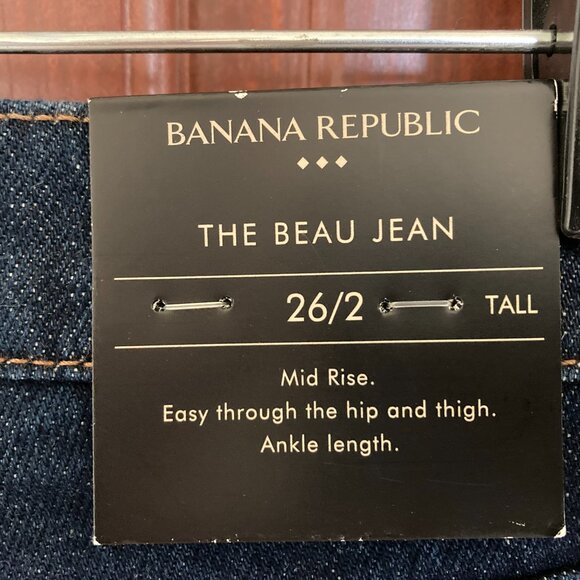 BANANA REPUBLIC
THE BEAU JEAN
26/2 TALL
Mid Rise.
Easy through the hip and thigh.
Ankle length.